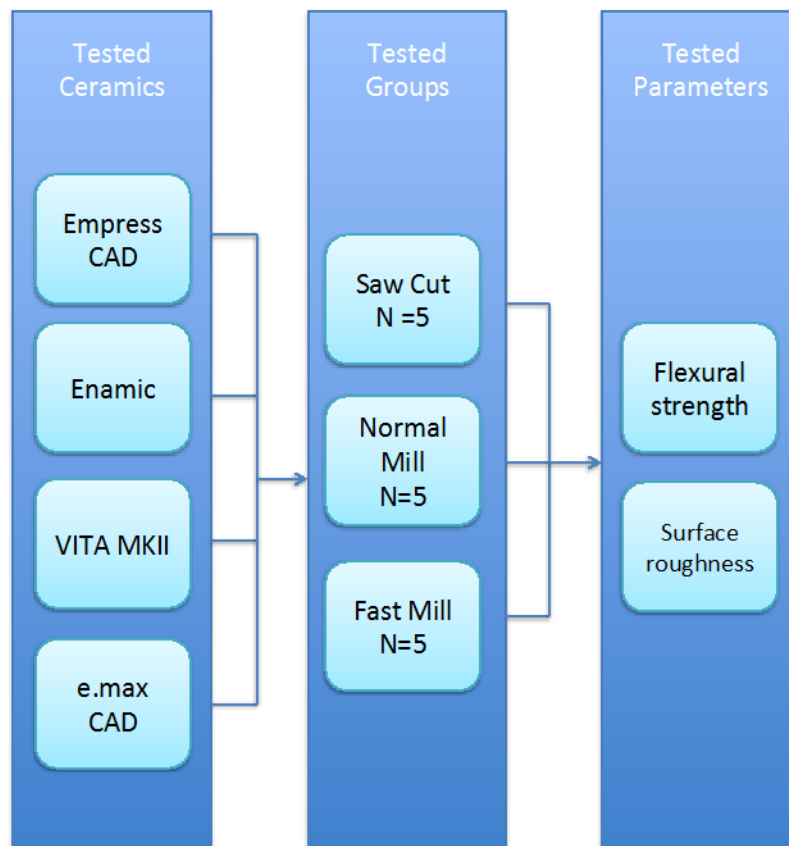 Tested
Ceramics
Empress
CAD
Enamic
VITA MKII
e.max
CAD
Tested
Groups
Saw Cut
N =5
Normal
Mill
N=5
Fast Mill
N=5
Tested
Parameters
Flexural
strength
Surface
roughness